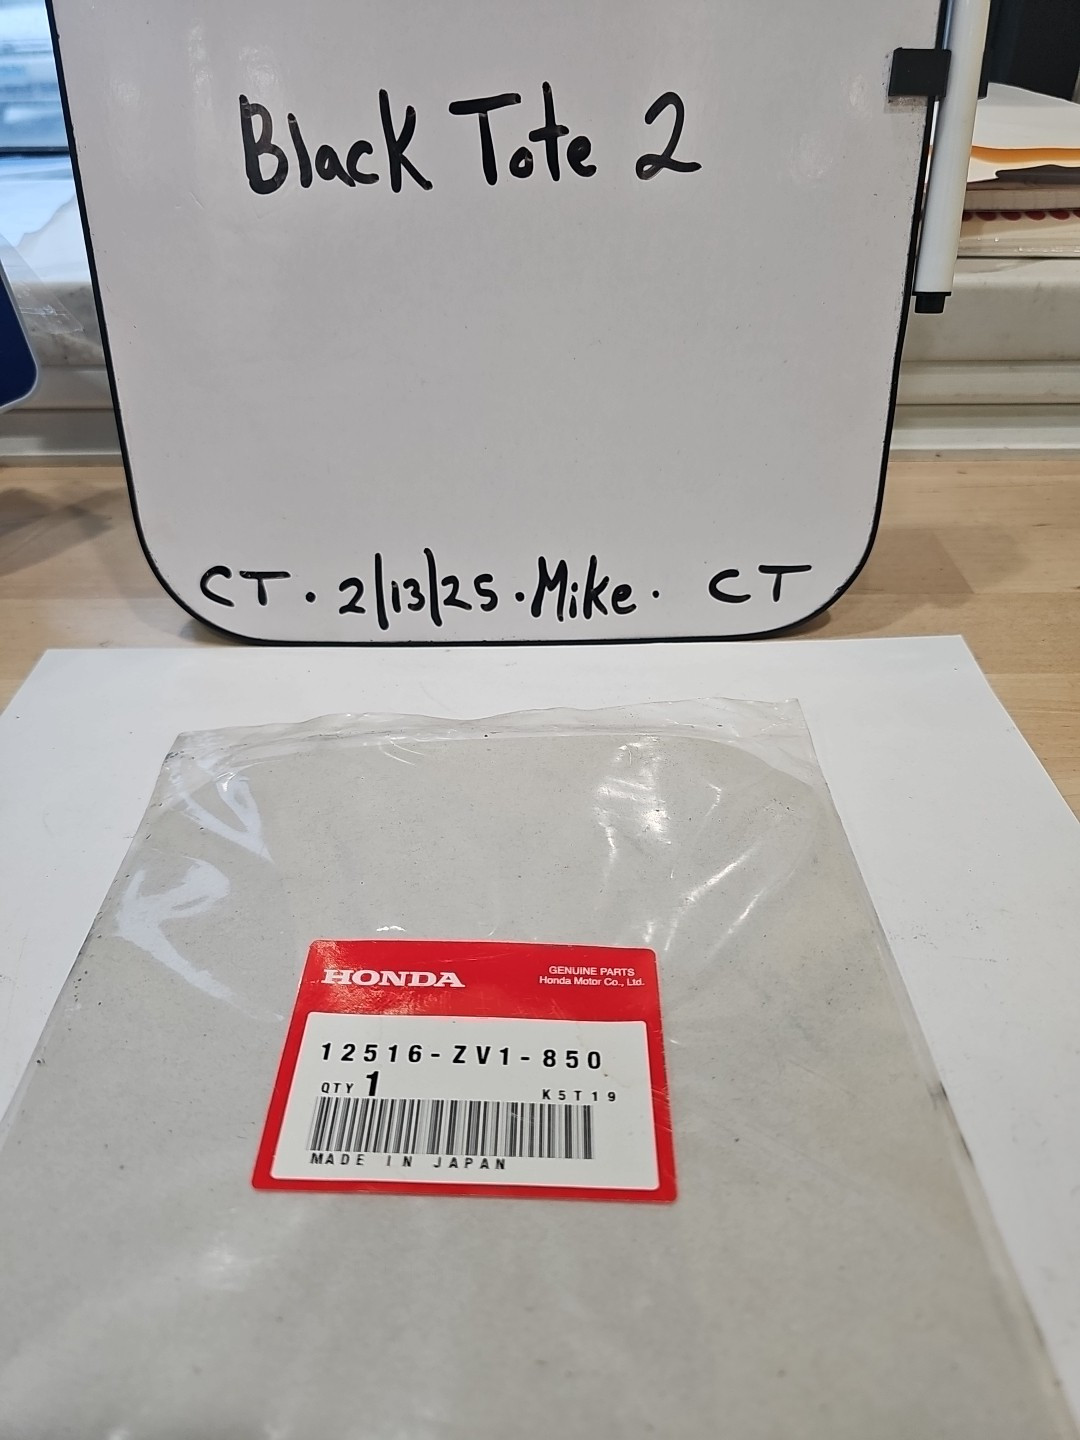 Black Tote 2
CT. 2/13/25 .Mike. CT
HONDA
GENUINE PARTS
Honda Motor Co., Ltd.
12516-ZV1-850
QTY 1
K5T19
MADE IN JAPAN